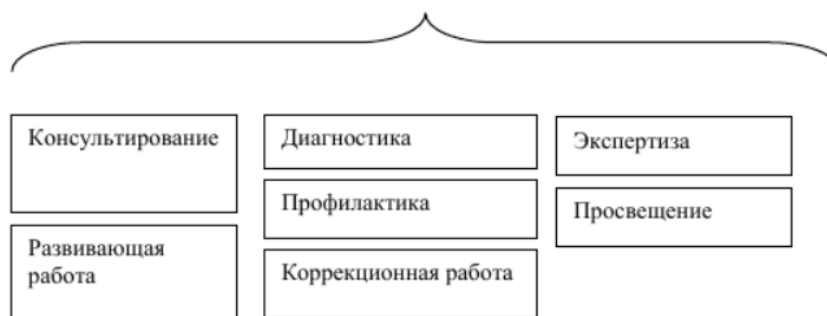 Консультирование
Диагностика
Экспертиза
Профилактика
Просвещение
Развивающая
работа
Коррекционная работа